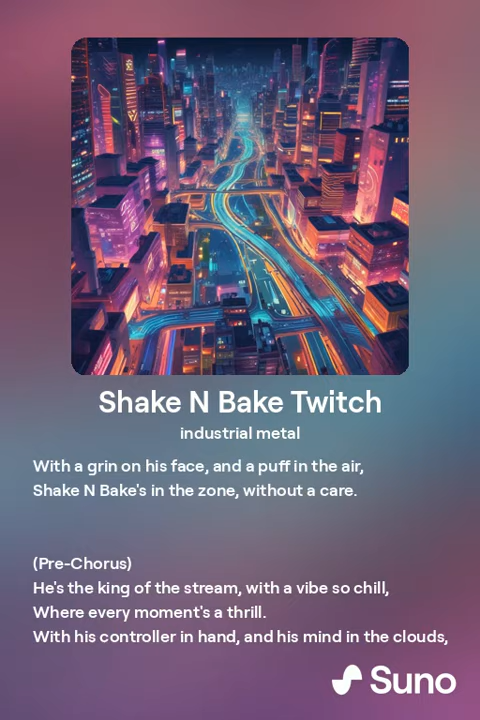 Shake N Bake Twitch
industrial metal
With a grin on his face, and a puff in the air,
Shake N Bake's in the zone, without a care.
(Pre-Chorus)
He's the king of the stream, with a vibe so chill,
Where every moment's a thrill.
With his controller in hand, and his mind in the clouds,
Suno